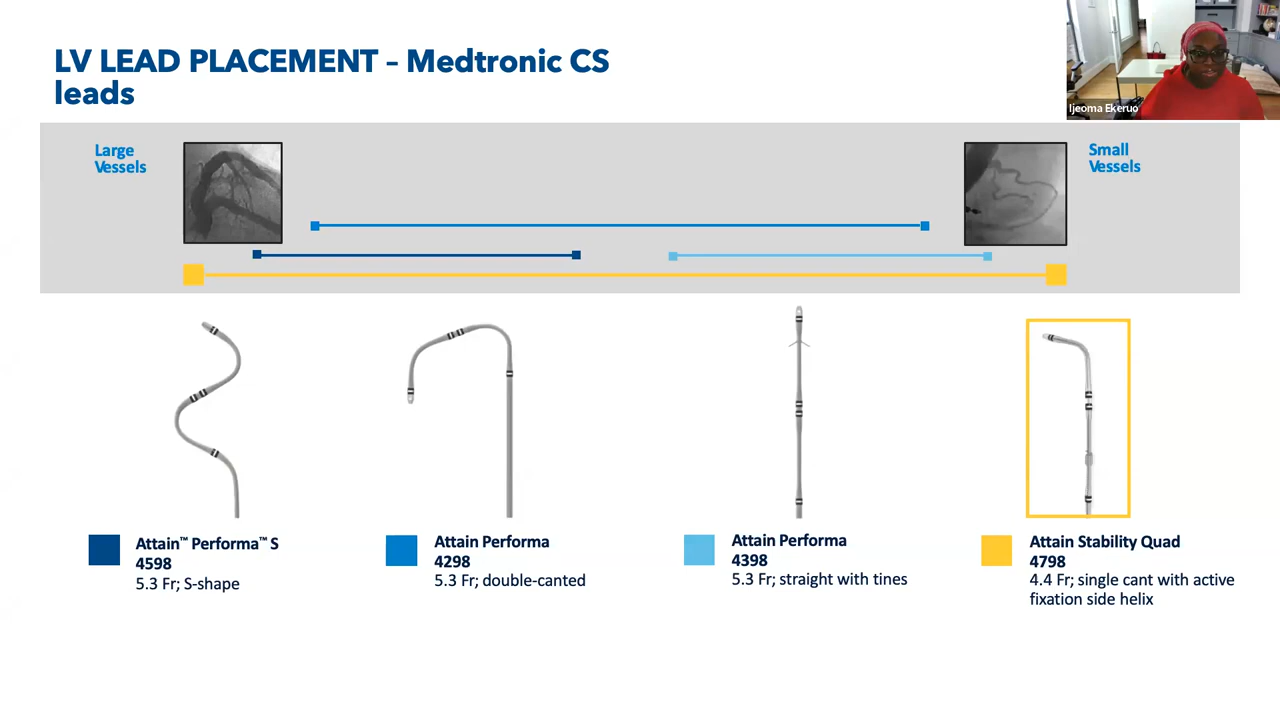 LV LEAD PLACEMENT – Medtronic CS
leads
Ijeoma Ekeruo
Large
Vessels
Small
Vessels
Attain™ Performa™ S
4598
5.3 Fr; S-shape
Attain Performa
4298
5.3 Fr; double-canted
Attain Performa
4398
5.3 Fr; straight with tines
Attain Stability Quad
4798
4.4 Fr; single cant with active
fixation side helix